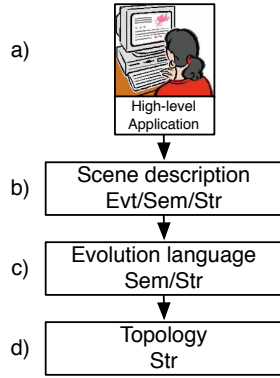 a)
High-level
Application
b)
Scene description
Evt/Sem/Str
c)
Evolution language
Sem/Str
d)
Topology
Str